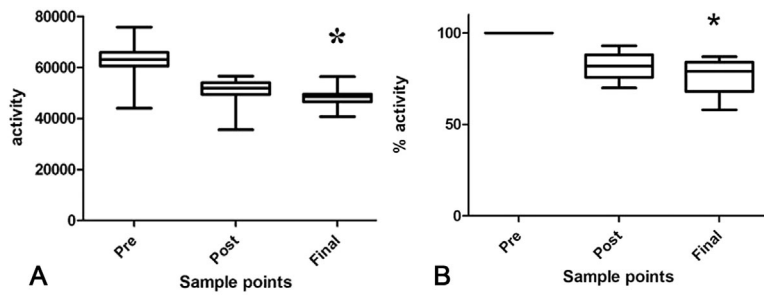 activity
80000
60000
40000
20000
0
Pre
Post
Final
Sample points
A
*
% activity
100
50
0
Pre
Post
Final
Sample points
B
*